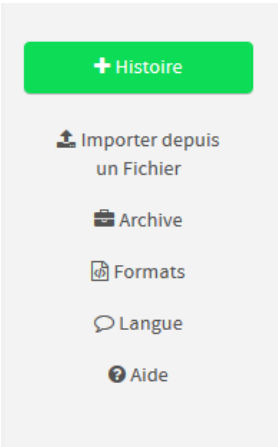 Histoire
Importer depuis
un Fichier
Archive
Formats
Langue
Aide